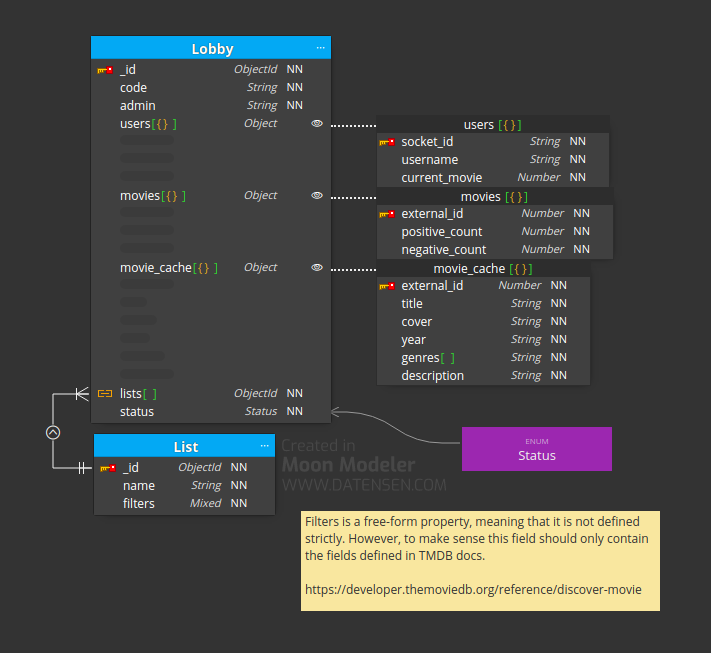 Lobby ...
_id ObjectId NN
code String NN
admin String NN
users[{} ] Object
movies[{} ] Object
movie_cache[{} ] Object
lists[ ] ObjectId NN
status Status NN
users [{}]
socket_id String NN
username String NN
current_movie Number NN
movies [{}]
external_id Number NN
positive_count Number NN
negative_count Number NN
movie_cache [{}]
external_id Number NN
title String NN
cover String NN
year String NN
genres[ ] String NN
description String NN
List ...
_id ObjectId NN
name String NN
filters Mixed NN
Created in
Moon Modeler
WWW.DATENSEN.COM
ENUM
Status
Filters is a free-form property, meaning that it is not defined
strictly. However, to make sense this field should only contain
the fields defined in TMDB docs.
https://developer.themoviedb.org/reference/discover-movie